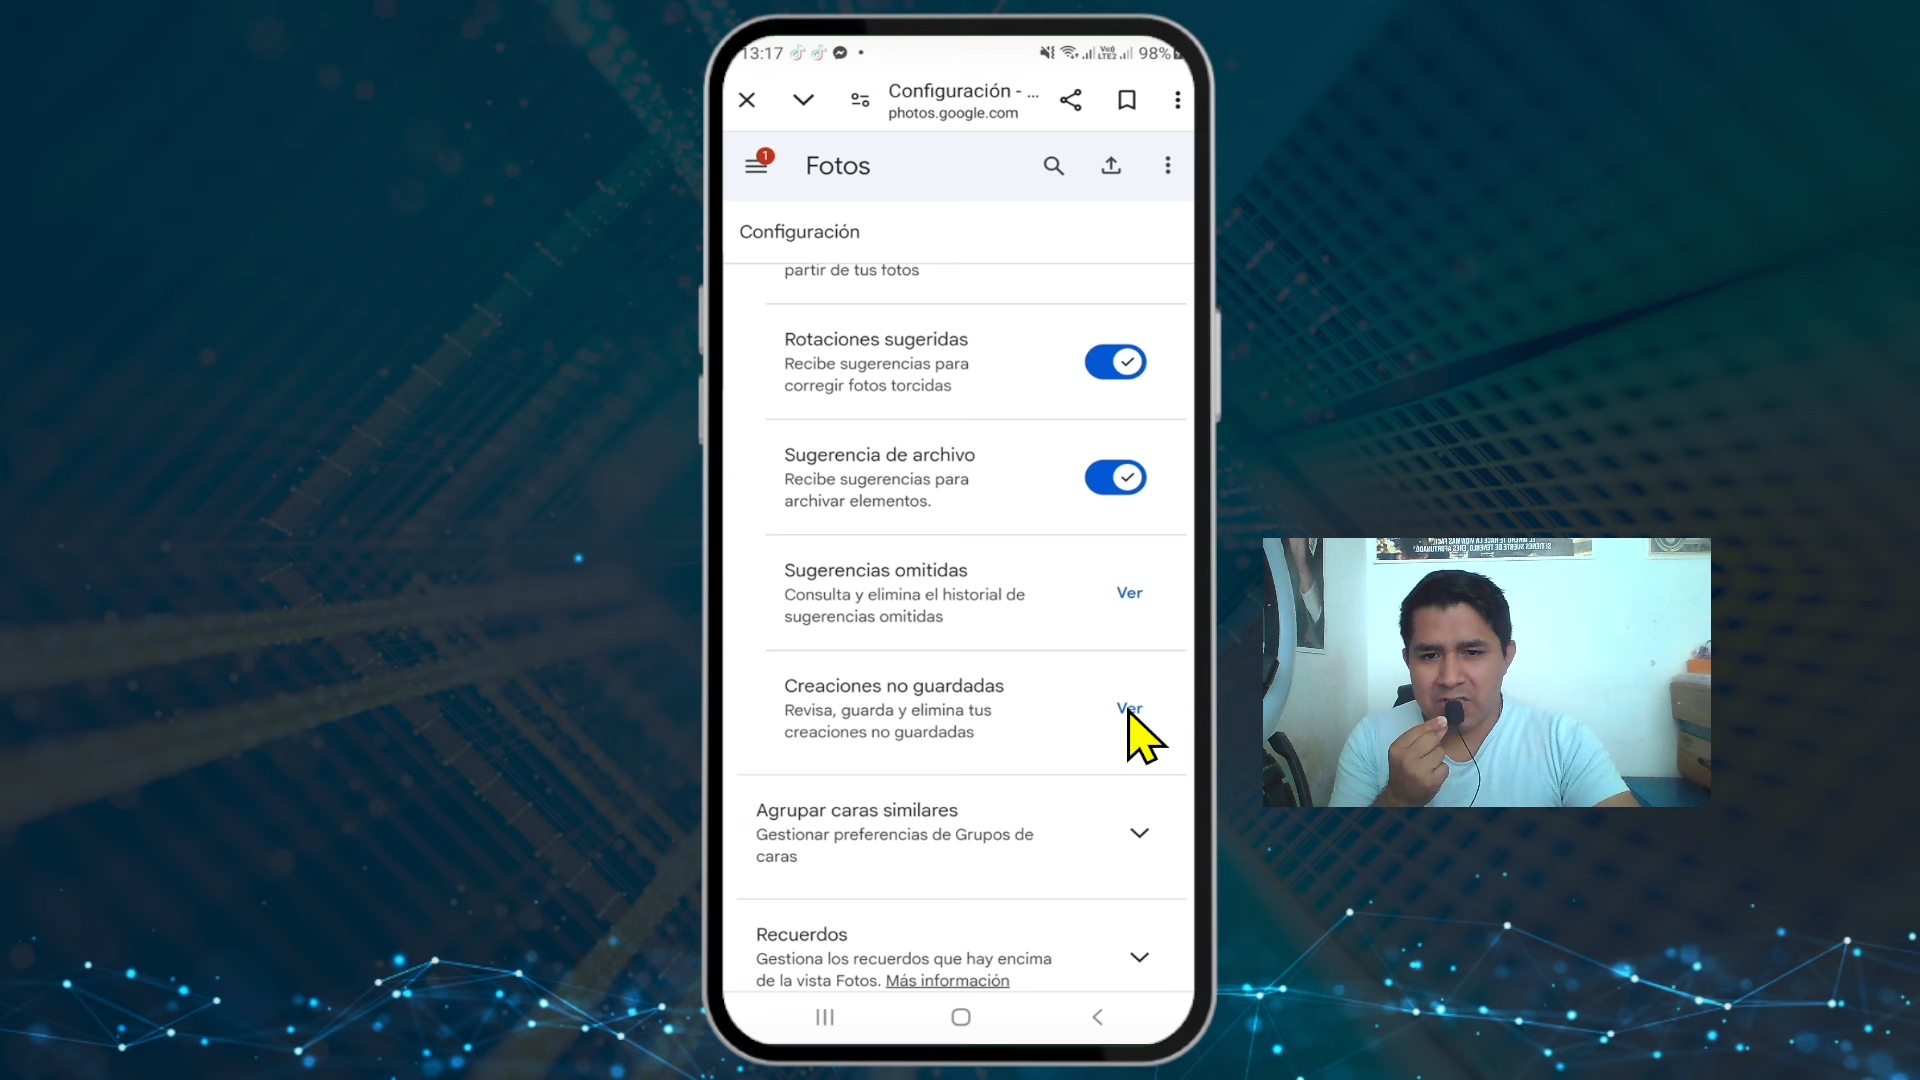 13:17
98%
Configuración - ...
photos.google.com
1
Fotos
Configuración
partir de tus fotos
Rotaciones sugeridas
Recibe sugerencias para
corregir fotos torcidas
Sugerencia de archivo
Recibe sugerencias para
archivar elementos.
Sugerencias omitidas
Consulta y elimina el historial de
sugerencias omitidas
Ver
Creaciones no guardadas
Revisa, guarda y elimina tus
creaciones no guardadas
Ver
Agrupar caras similares
Gestionar preferencias de Grupos de
caras
Recuerdos
Gestiona los recuerdos que hay encima
de la vista Fotos. Más información